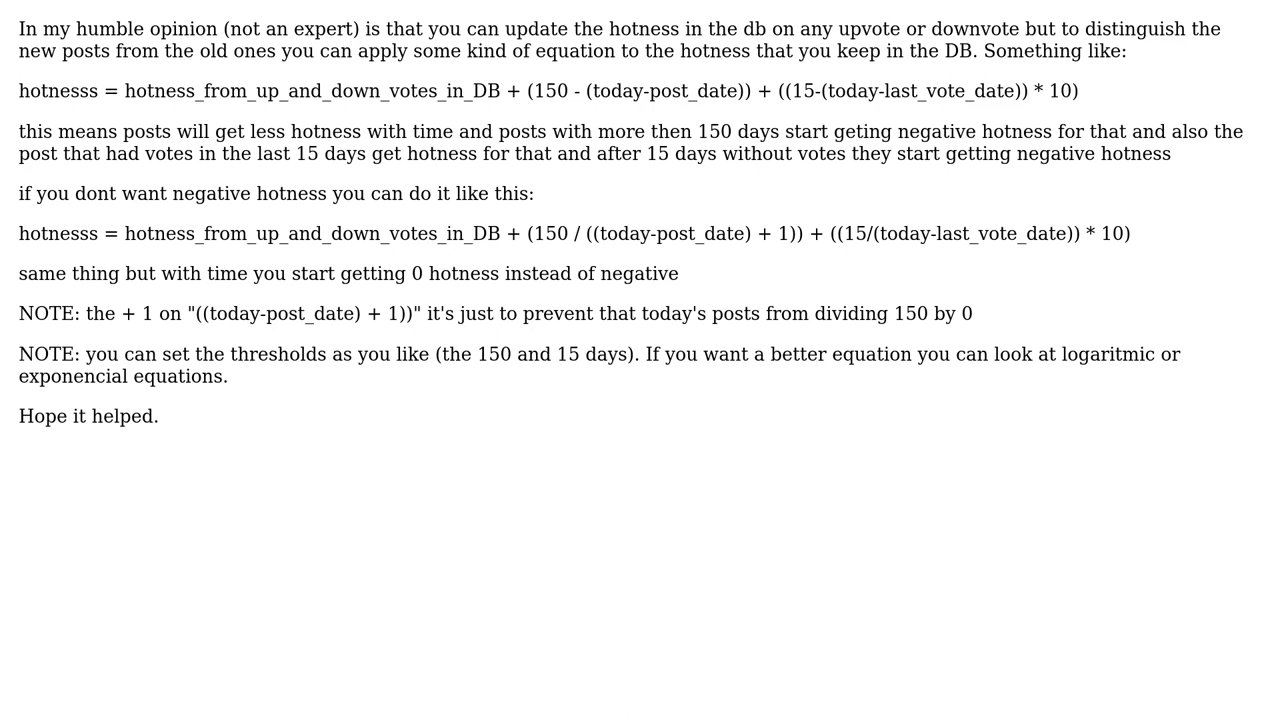 In my humble opinion (not an expert) is that you can update the hotness in the db on any upvote or downvote but to distinguish the
new posts from the old ones you can apply some kind of equation to the hotness that you keep in the DB. Something like:
hotnesss = hotness_from_up_and_down_votes_in_DB + (150 - (today-post_date)) + ((15-(today-last_vote_date)) * 10)
this means posts will get less hotness with time and posts with more then 150 days start geting negative hotness for that and also the
post that had votes in the last 15 days get hotness for that and after 15 days without votes they start getting negative hotness
if you dont want negative hotness you can do it like this:
hotnesss = hotness_from_up_and_down_votes_in_DB + (150 / ((today-post_date) + 1)) + ((15/(today-last_vote_date)) * 10)
same thing but with time you start getting 0 hotness instead of negative
NOTE: the + 1 on "((today-post_date) + 1))" it's just to prevent that today's posts from dividing 150 by 0
NOTE: you can set the thresholds as you like (the 150 and 15 days). If you want a better equation you can look at logaritmic or
exponencial equations.
Hope it helped.